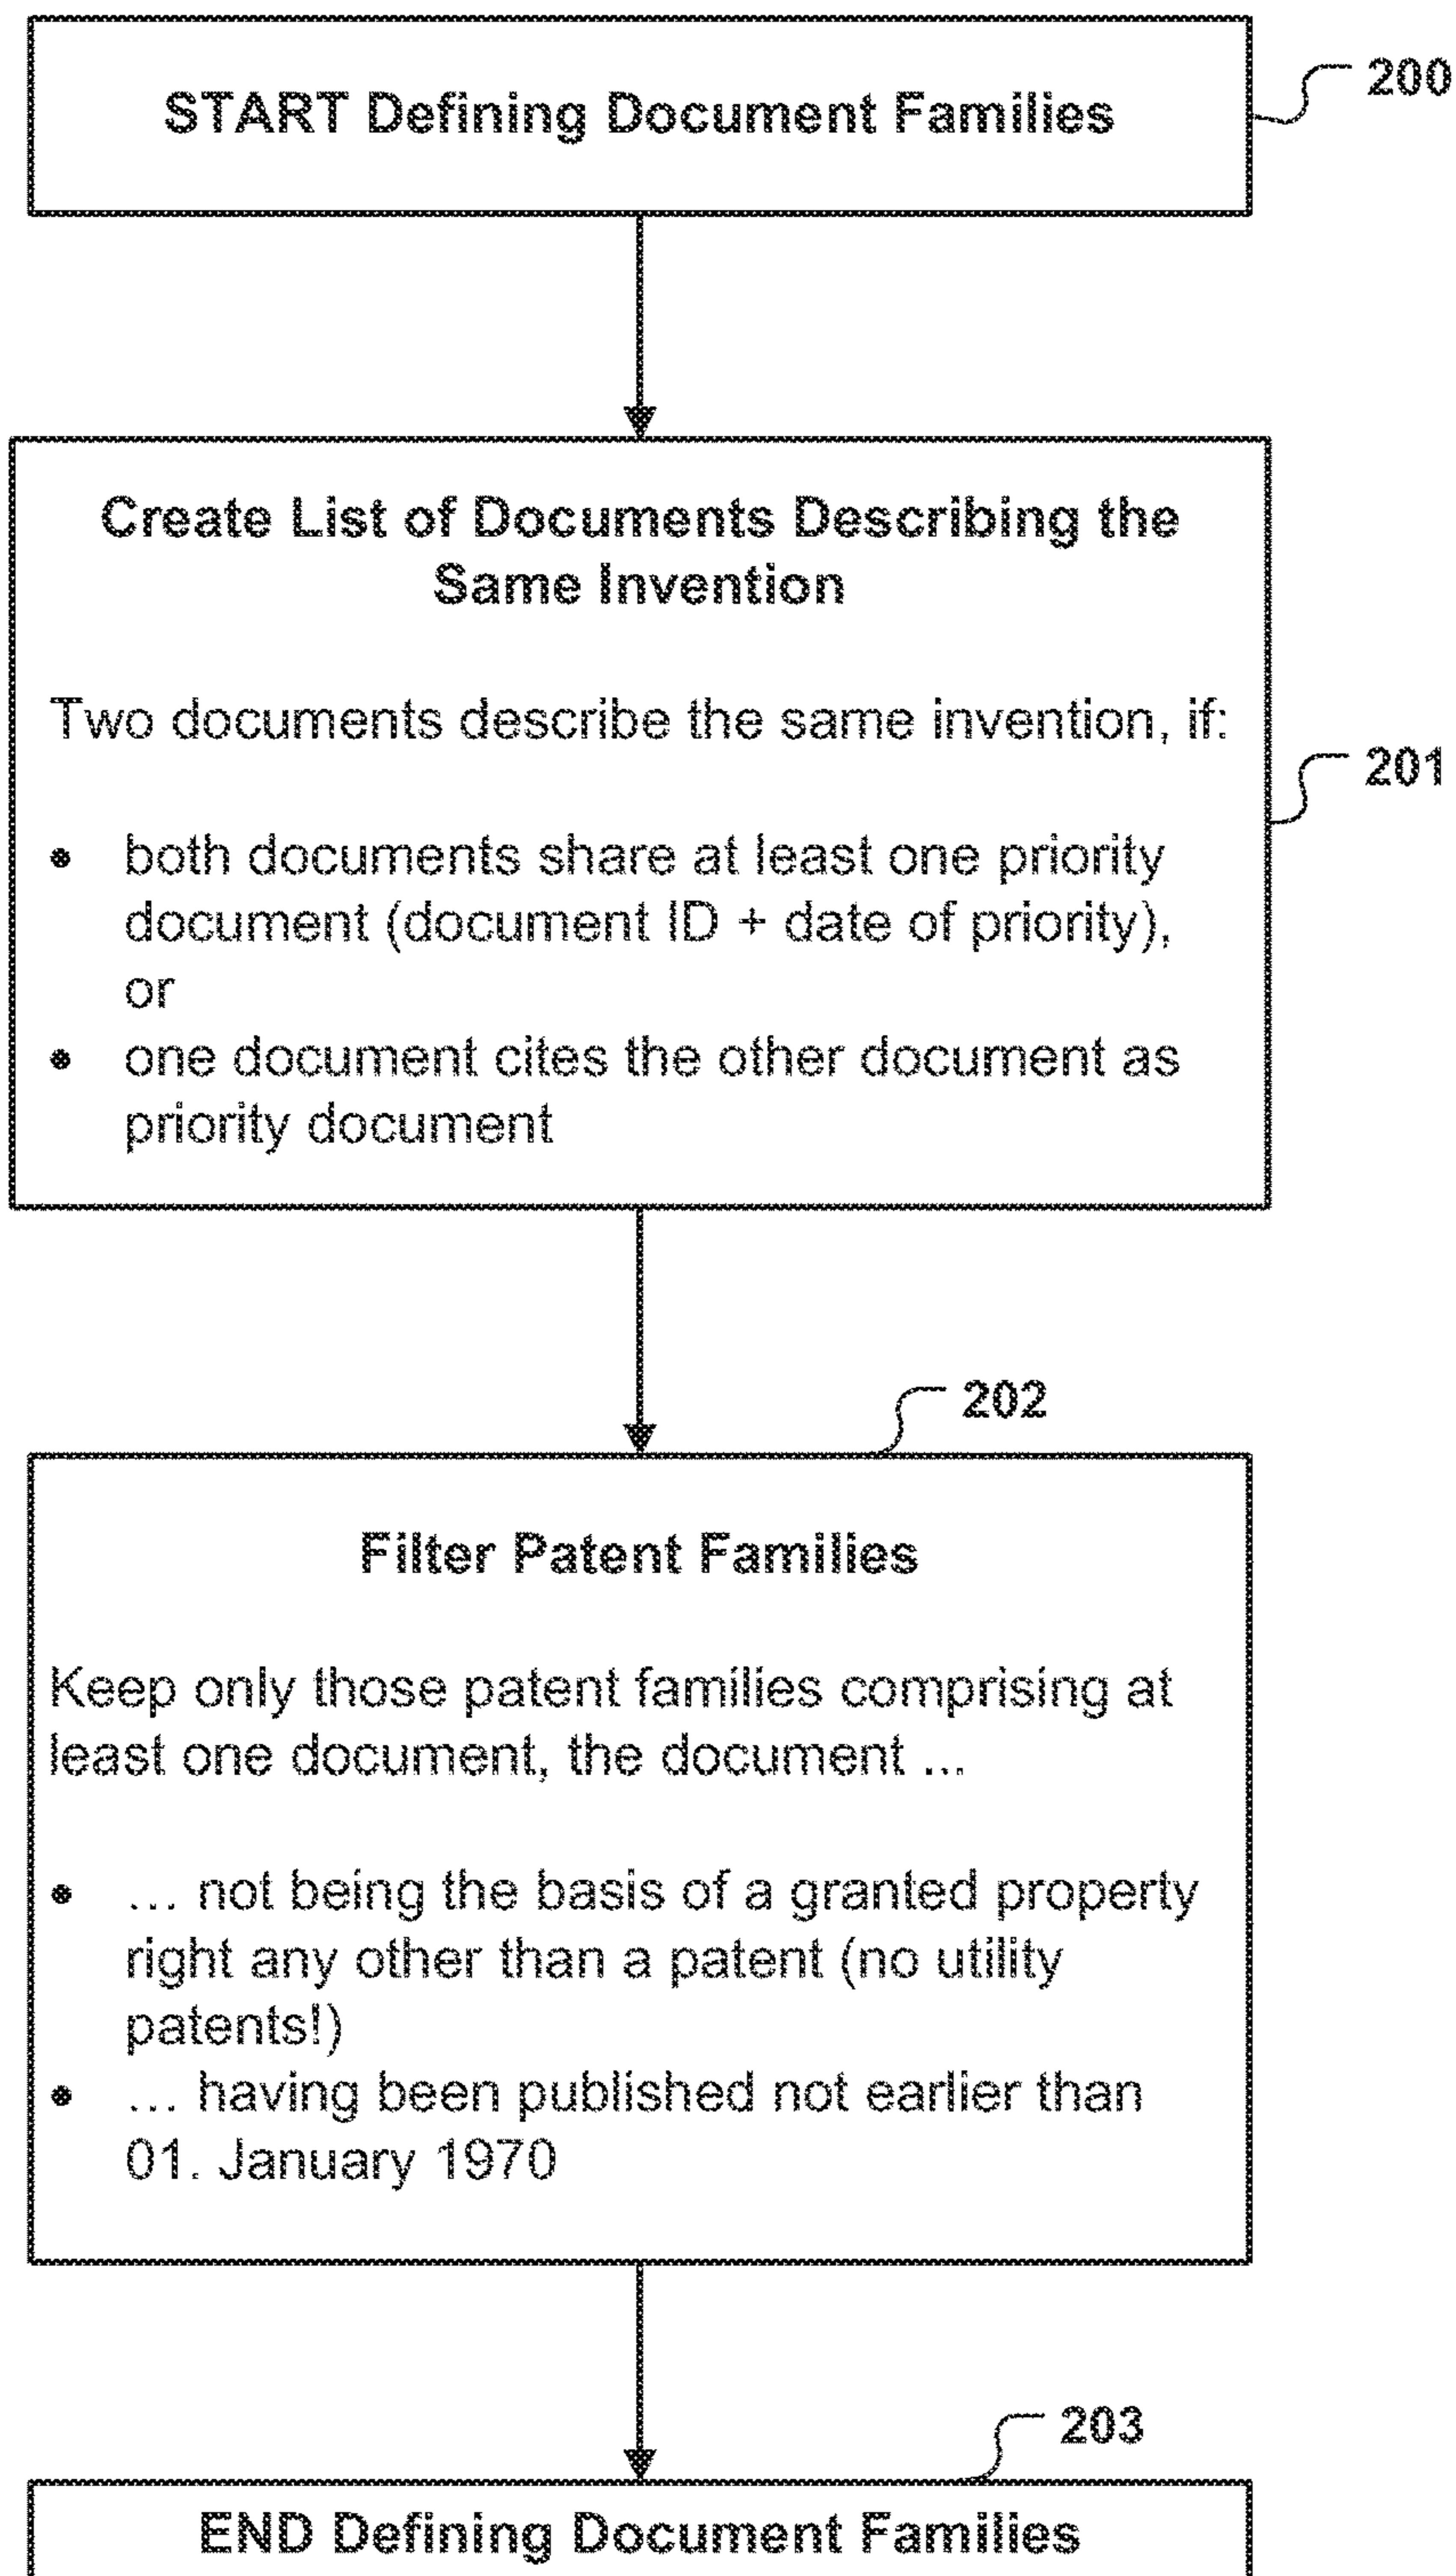 START Defining Document Families
200
Create List of Documents Describing the
Same Invention
Two documents describe the same invention, if:
• both documents share at least one priority
document (document ID + date of priority),
or
• one document cites the other document as
priority document
201
202
Filter Patent Families
Keep only those patent families comprising at
least one document, the document ...
• ... not being the basis of a granted property
right any other than a patent (no utility
patents!)
• ... having been published not earlier than
01. January 1970
203
END Defining Document Families